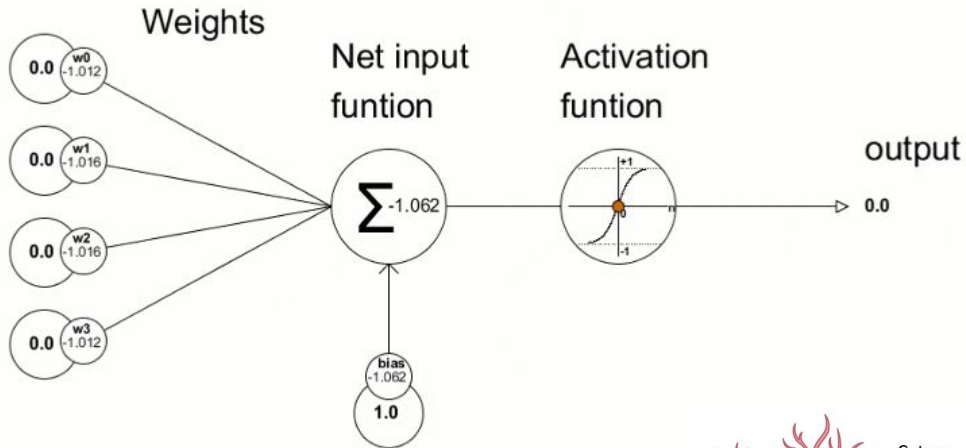 Weights
Net input
funtion
Activation
funtion
output
0.0
w0
-1.012
0.0
w1
-1.016
0.0
w2
-1.016
0.0
w3
-1.012
Σ -1.062
+1
0
n
-1
0.0
bias
-1.062
1.0